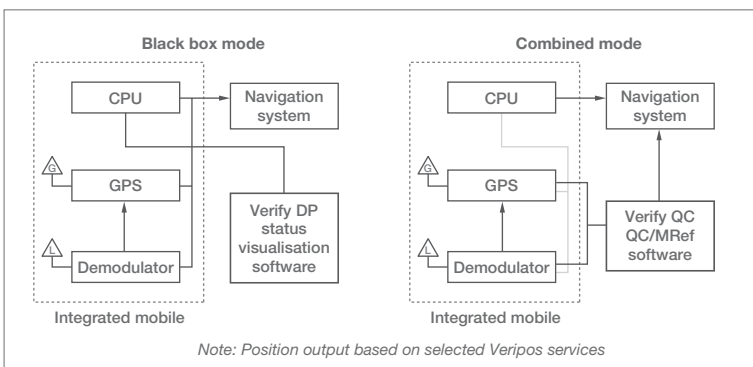 Black box mode
CPU
Navigation
system
G
GPS
Verify DP
status
visualisation
software
L
Demodulator
Integrated mobile
Combined mode
CPU
Navigation
system
G
GPS
Verify QC
QC/MRef
software
L
Demodulator
Integrated mobile
Note: Position output based on selected Veripos services